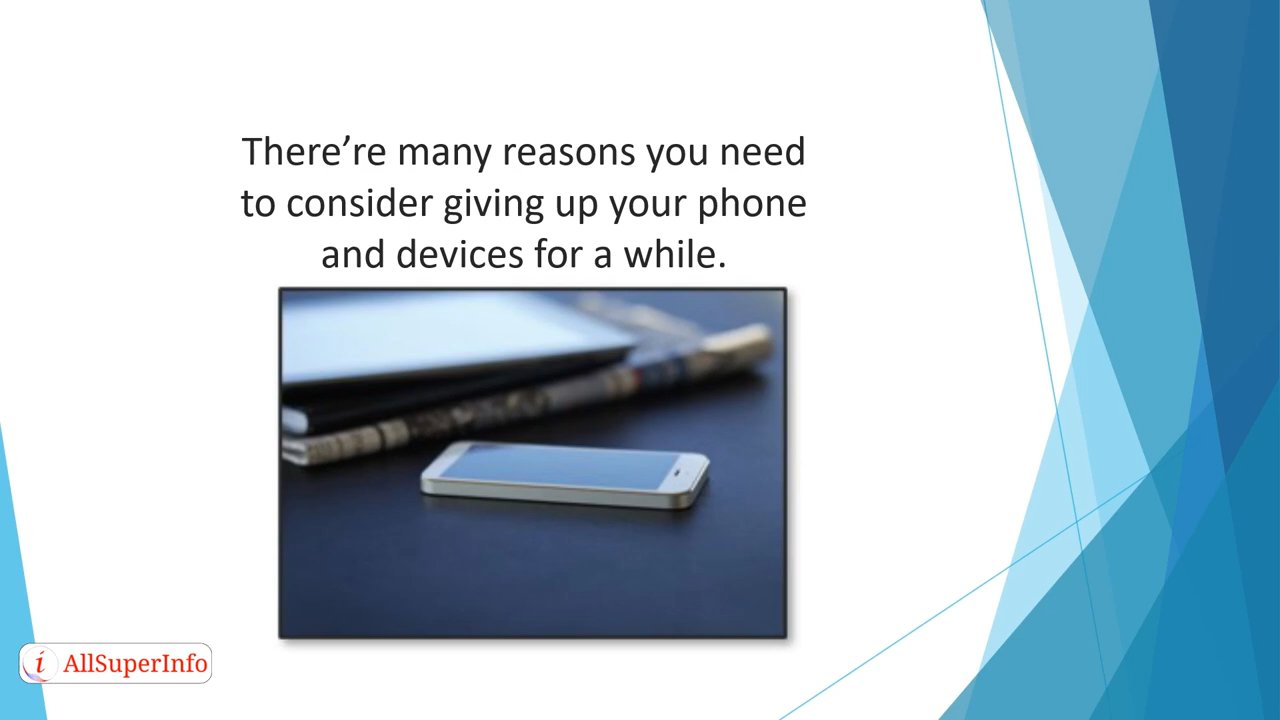 There’re many reasons you need
to consider giving up your phone
and devices for a while.
i AllSuperInfo